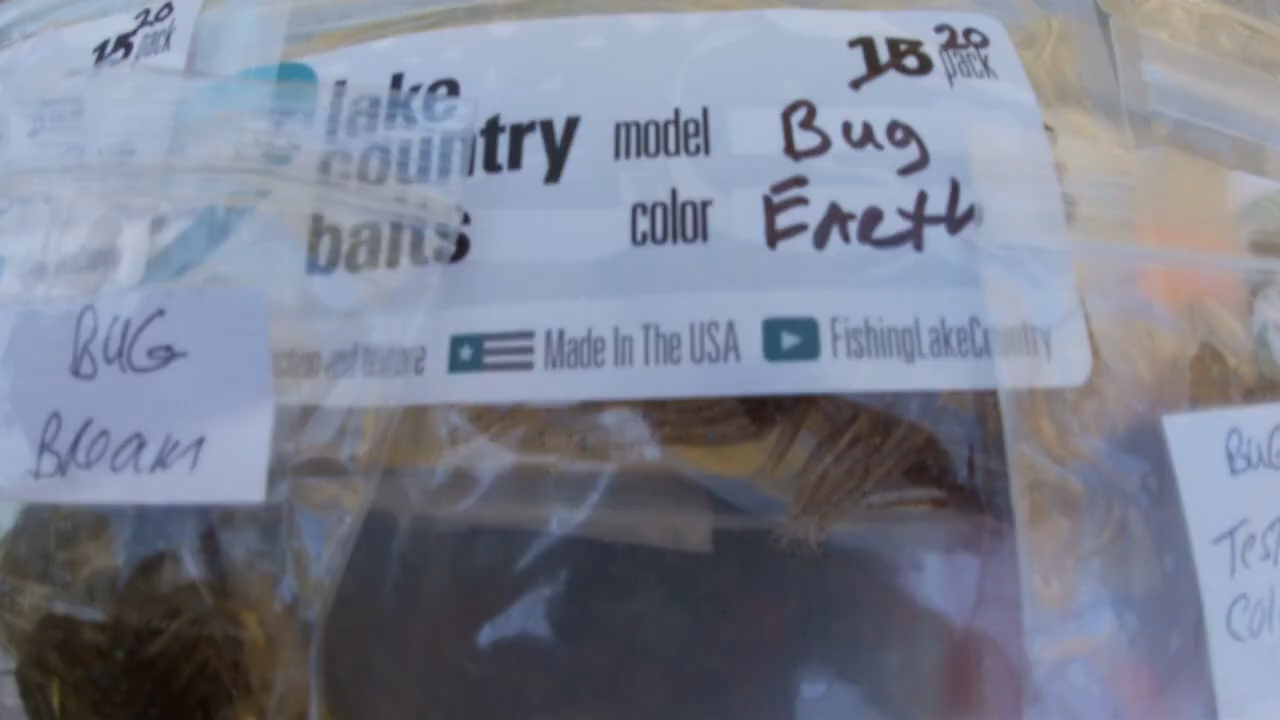 20
15 pack
20
15 pack
lake
country
baits
model Bug
color Earth
Made In The USA FishingLakeCountry
BUG
Bream
BUG
Test
Col